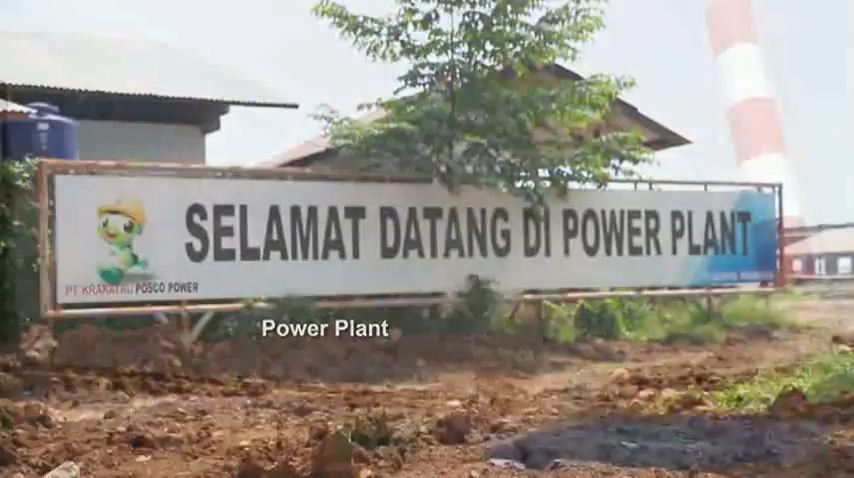 SELAMAT DATANG DI POWER PLANT
PT KRAKATAU POSCO POWER
Power Plant